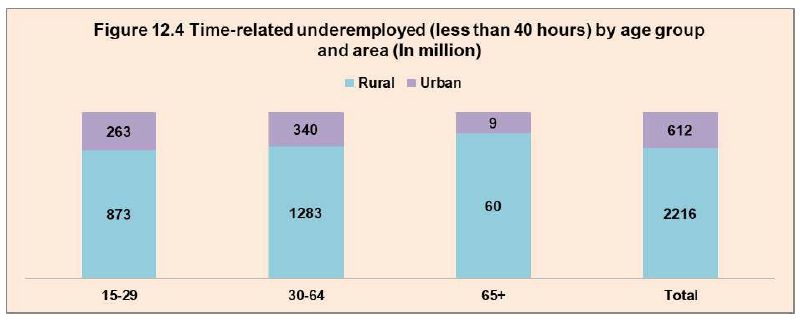 Figure 12.4 Time-related underemployed (less than 40 hours) by age group
and area (In million)
Rural Urban
263 340 9 612
873 1283 60 2216
15-29 30-64 65+ Total